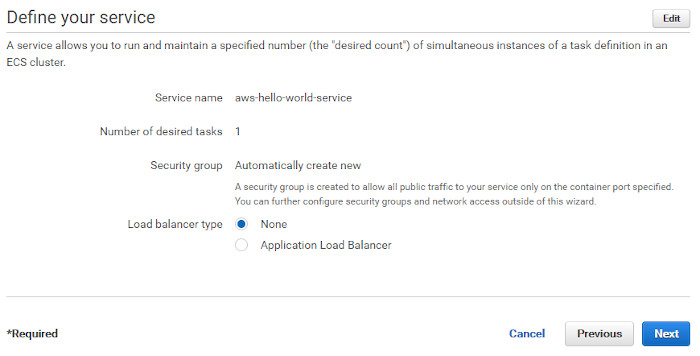 Define your service
Edit
A service allows you to run and maintain a specified number (the "desired count") of simultaneous instances of a task definition in an
ECS cluster.
Service name aws-hello-world-service
Number of desired tasks 1
Security group Automatically create new
A security group is created to allow all public traffic to your service only on the container port specified.
You can further configure security groups and network access outside of this wizard.
Load balancer type None
Application Load Balancer
*Required Cancel Previous Next